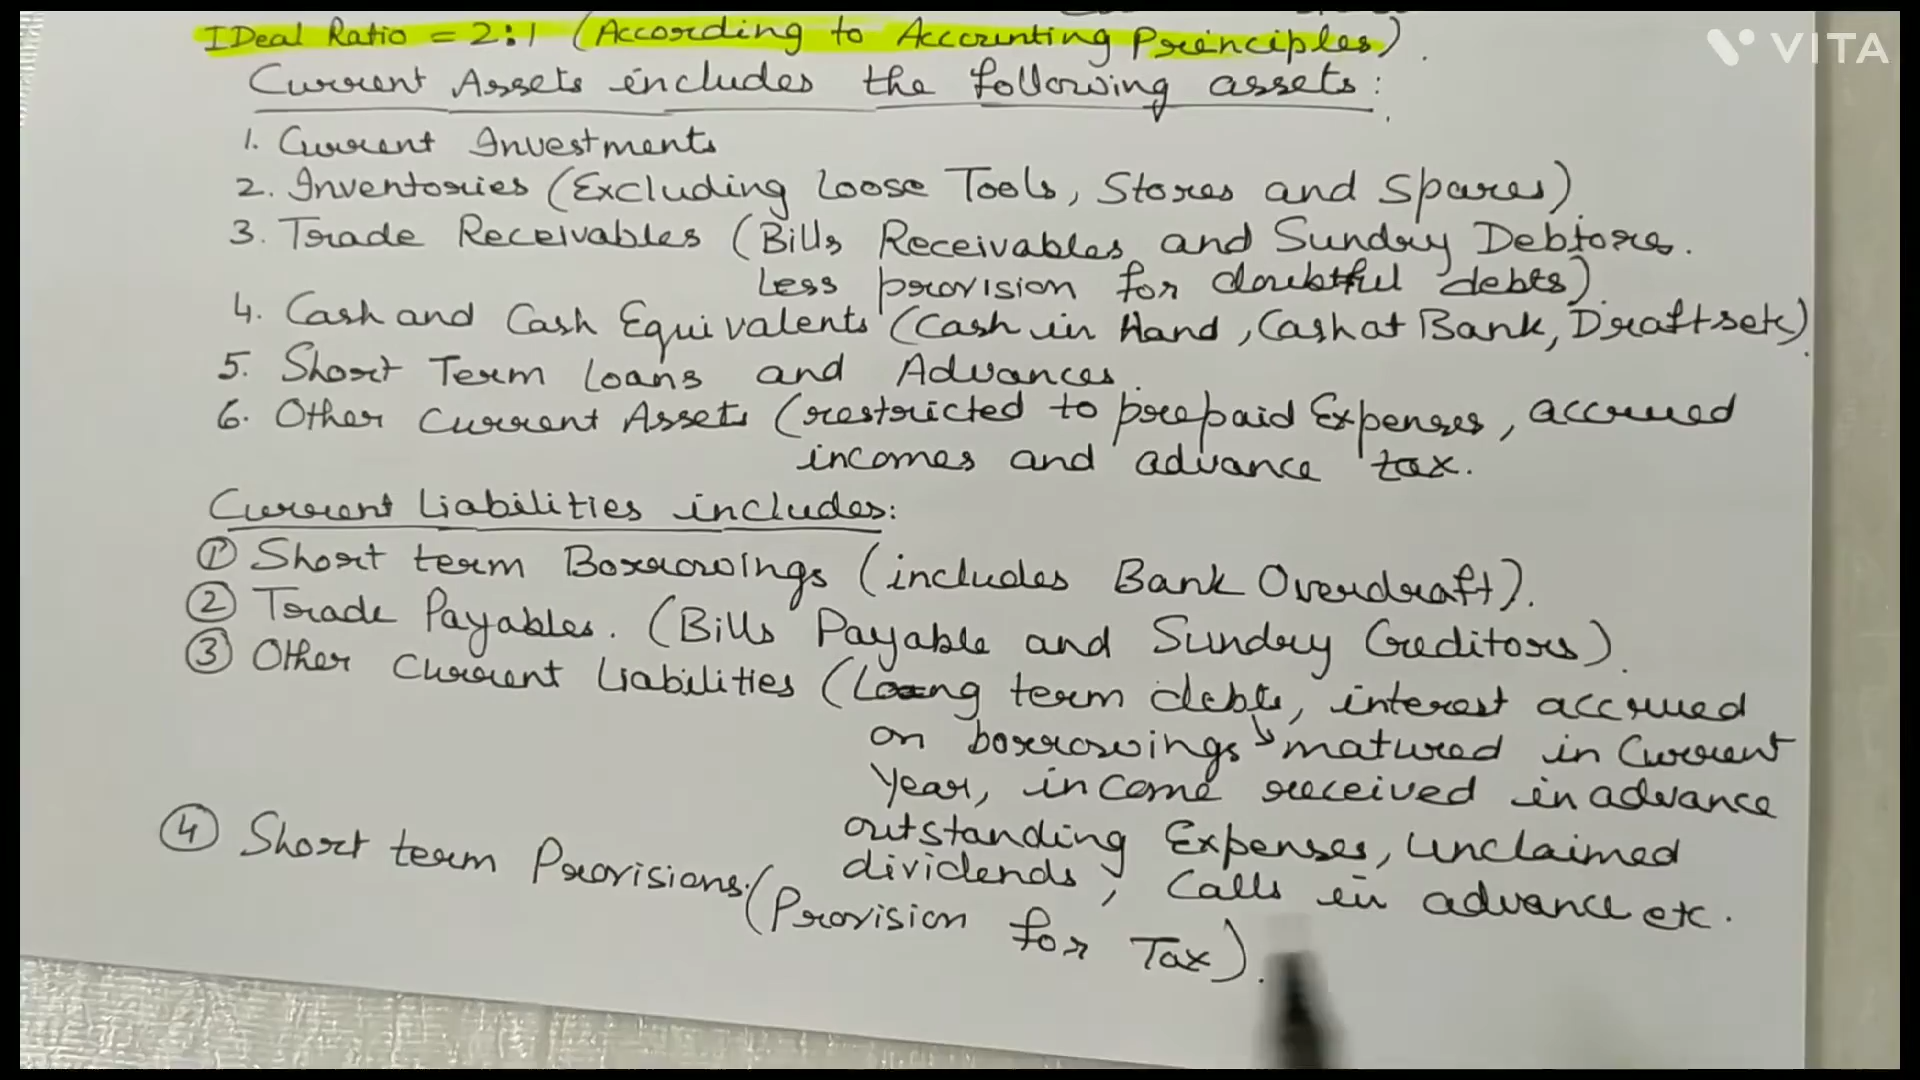 IDeal Ratio = 2:1 (According to Accounting Principles).
VITA
Current Assets includes the following assets:
1. Current Investments
2. Inventories (Excluding Loose Tools, Stores and Spares)
3. Trade Receivables (Bills Receivables and Sundry Debtors.
Less provision for doubtful debts)
4. Cash and Cash Equivalents (Cash in Hand, Cash at Bank, Drafts etc).
5. Short Term Loans and Advances.
6. Other Current Assets (restricted to prepaid Expenses, accrued
incomes and advance tax.
Current Liabilities includes:
① Short term Borrowings (includes Bank Overdraft).
② Trade Payables. (Bills Payable and Sundry Creditors).
③ Other Current Liabilities (Long term debts, interest accrued
on borrowings matured in Current
Year, income received in advance
outstanding Expenses, unclaimed
dividends, Calls in advance etc.
④ Short term Provisions. (Provision for Tax).